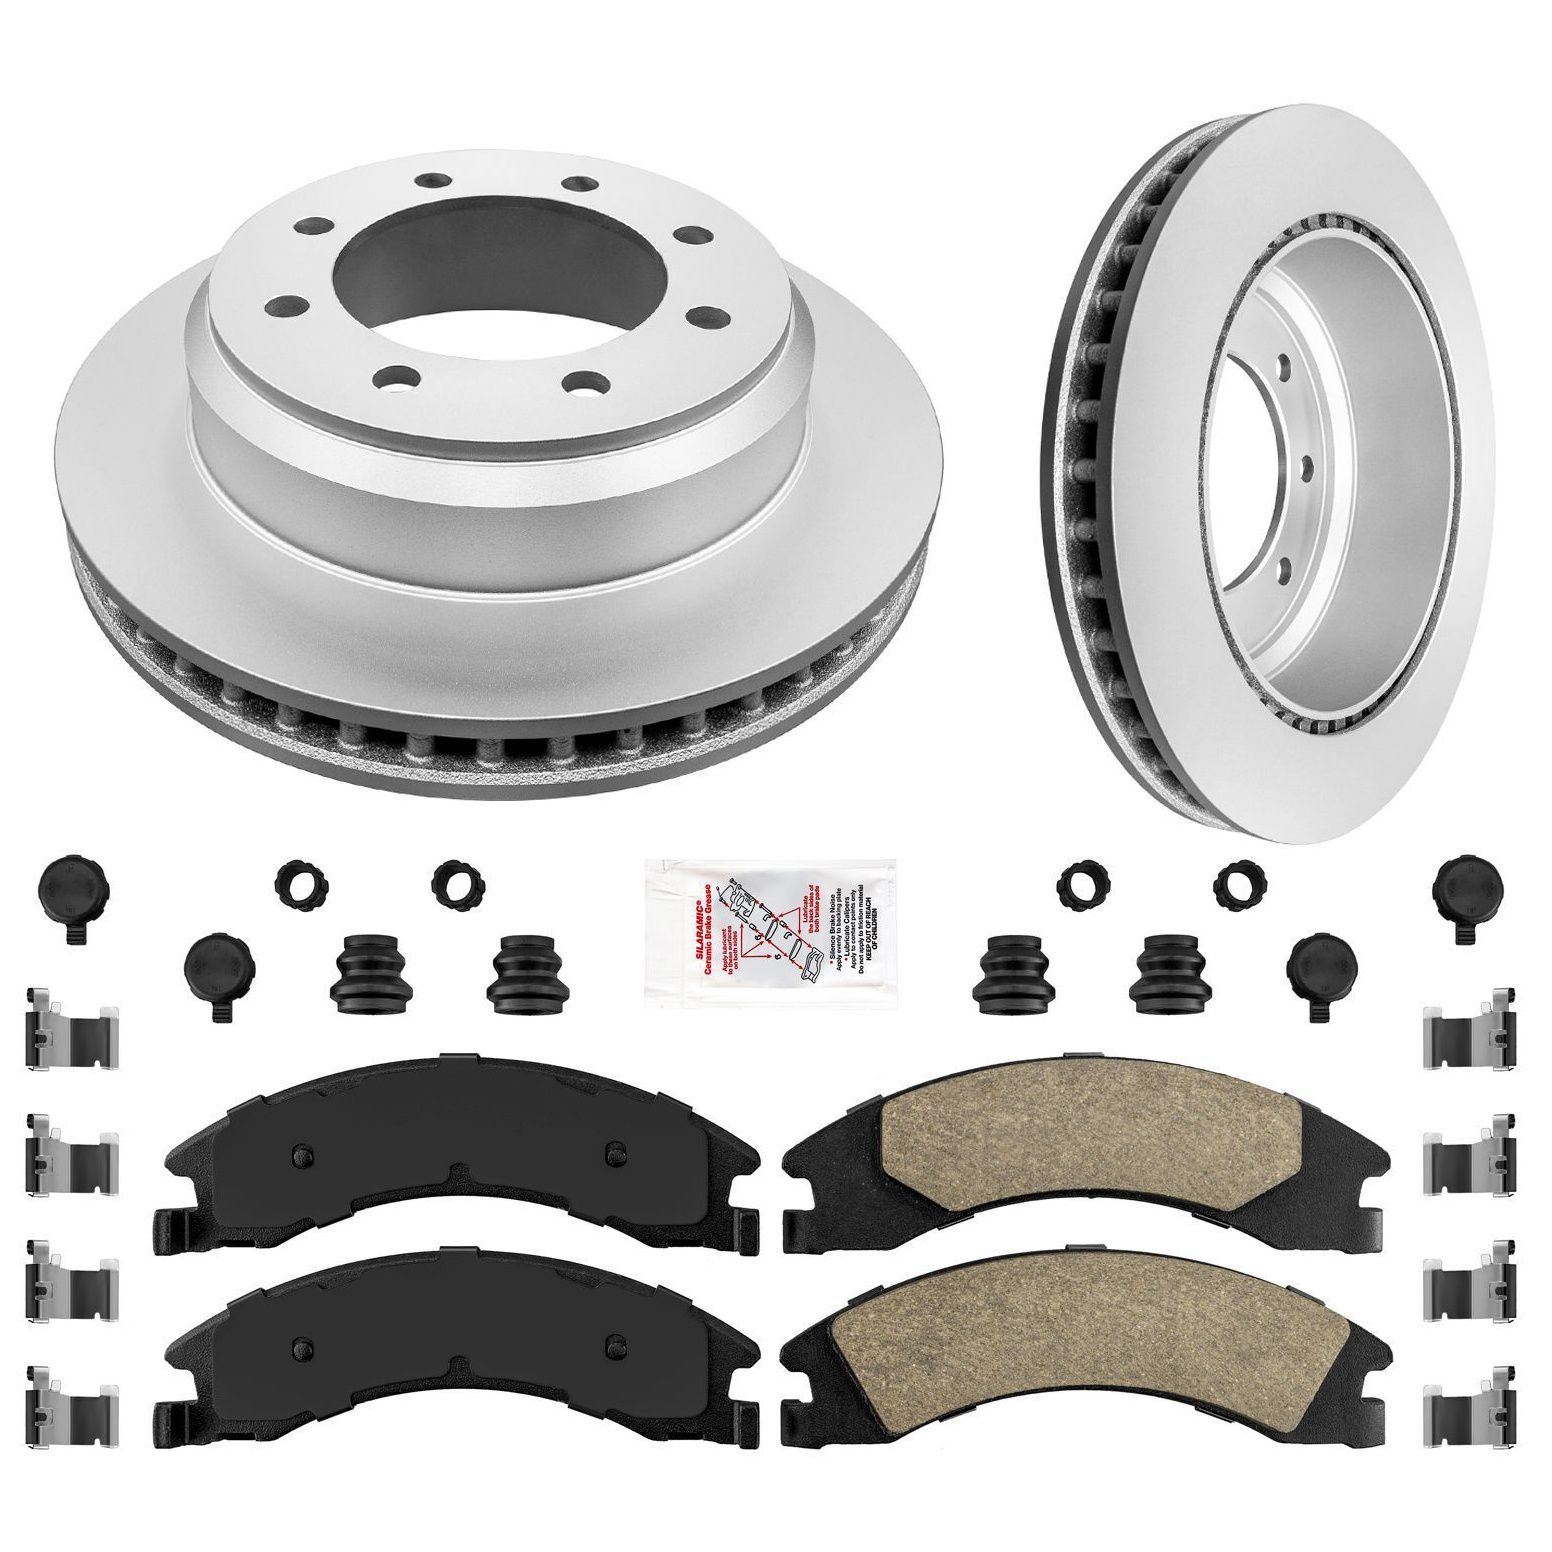 SILARAMIC®
Ceramic Brake Grease
Apply lubricant
to these surfaces
on both sides
Lubricate
the back sides of
both brake pads
* Silence Brake Noise
Apply evenly to backing plate
* Lubricate Calipers
Apply to contact points only
Do not apply to friction material
KEEP OUT OF REACH
OF CHILDREN